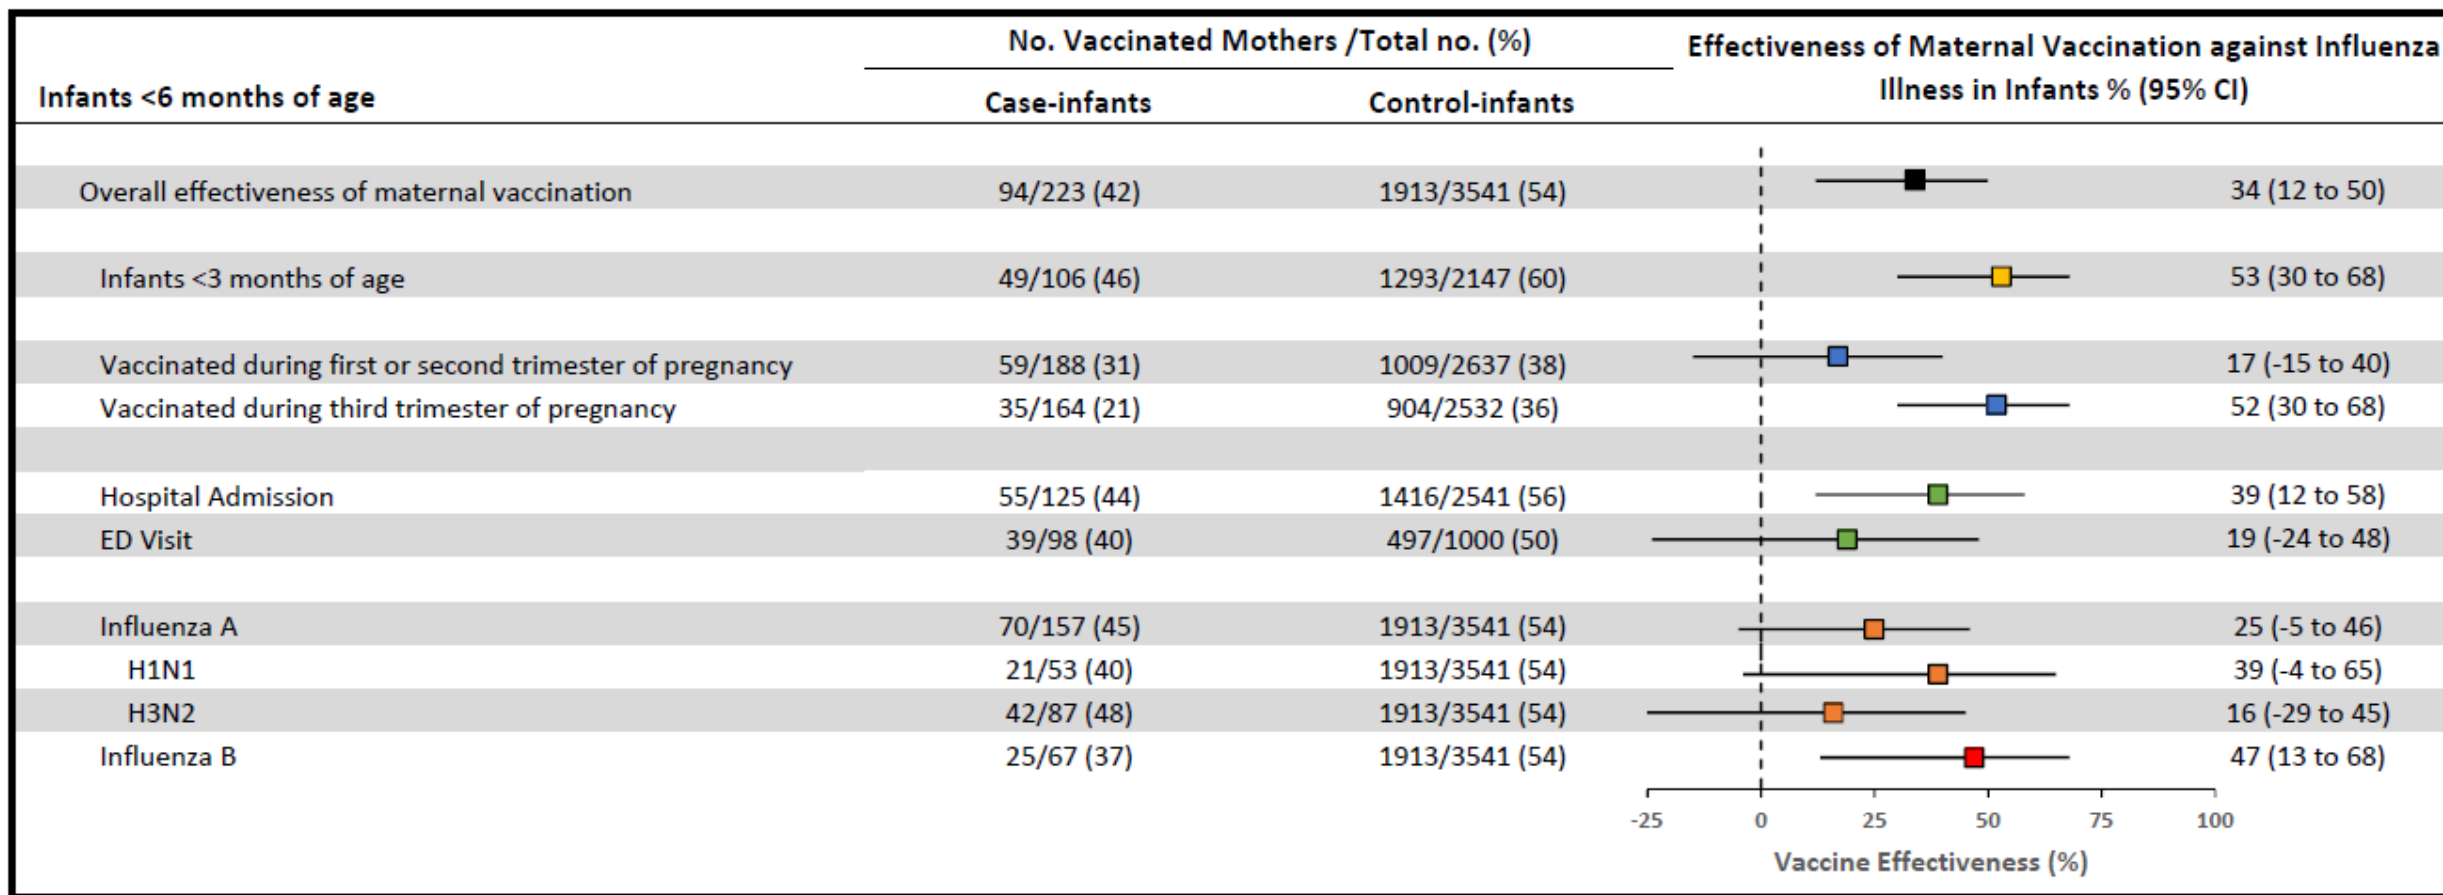 No. Vaccinated Mothers /Total no. (%)
Effectiveness of Maternal Vaccination against Influenza
Illness in Infants % (95% CI)
Infants <6 months of age
Case-infants
Control-infants
Overall effectiveness of maternal vaccination 94/223 (42) 1913/3541 (54) 34 (12 to 50)
Infants <3 months of age 49/106 (46) 1293/2147 (60) 53 (30 to 68)
Vaccinated during first or second trimester of pregnancy 59/188 (31) 1009/2637 (38) 17 (-15 to 40)
Vaccinated during third trimester of pregnancy 35/164 (21) 904/2532 (36) 52 (30 to 68)
Hospital Admission 55/125 (44) 1416/2541 (56) 39 (12 to 58)
ED Visit 39/98 (40) 497/1000 (50) 19 (-24 to 48)
Influenza A 70/157 (45) 1913/3541 (54) 25 (-5 to 46)
H1N1 21/53 (40) 1913/3541 (54) 39 (-4 to 65)
H3N2 42/87 (48) 1913/3541 (54) 16 (-29 to 45)
Influenza B 25/67 (37) 1913/3541 (54) 47 (13 to 68)
-25 0 25 50 75 100
Vaccine Effectiveness (%)